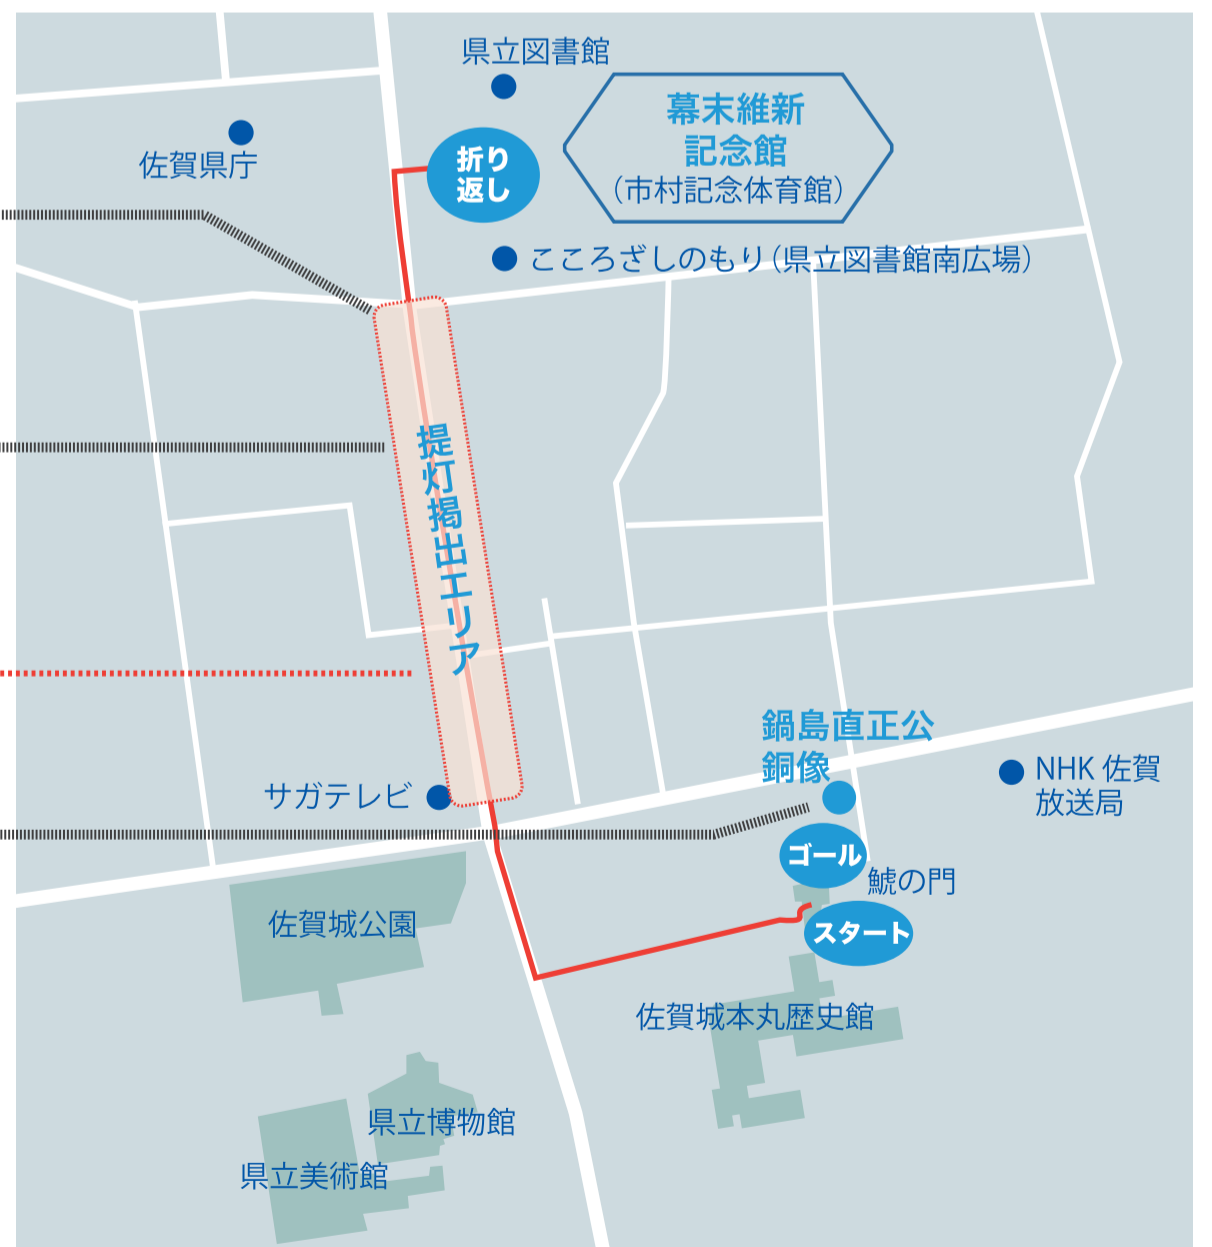 県立図書館
幕末維新
記念館
（市村記念体育館）
佐賀県庁
折り
返し
こころざしのもり（県立図書館南広場）
提灯掲出エリア
鍋島直正公
銅像
サガテレビ
NHK 佐賀
放送局
ゴール
鯱の門
佐賀城公園
スタート
佐賀城本丸歴史館
県立博物館
県立美術館